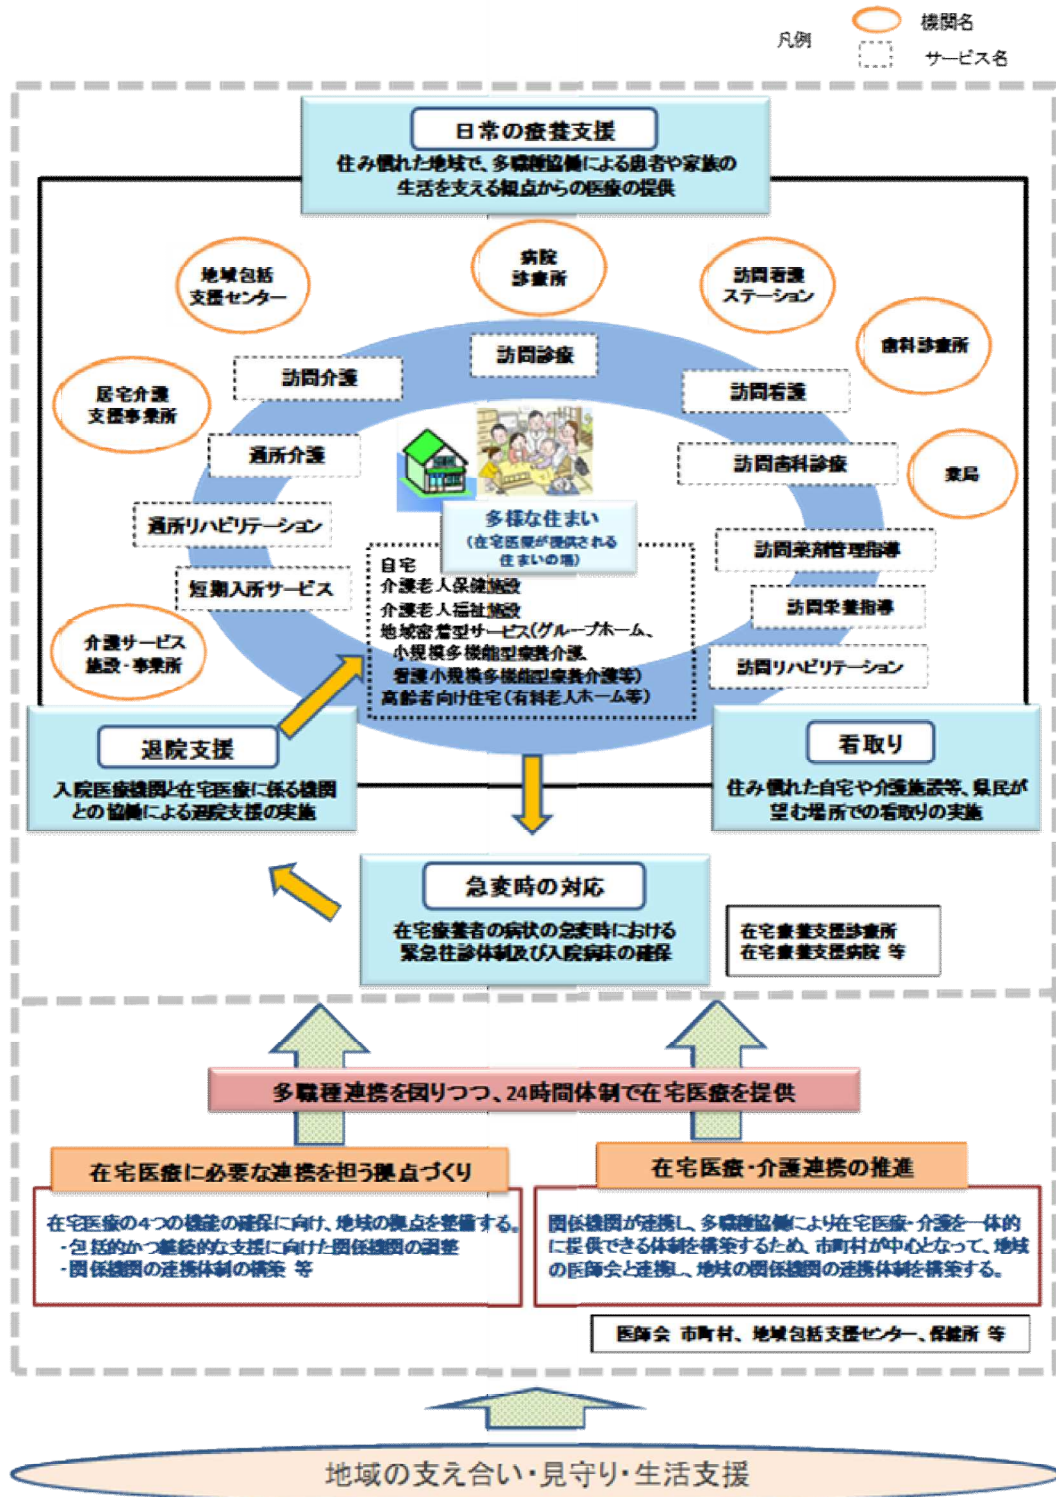 凡例
機関名
サービス名
日常の療養支援
住み慣れた地域で、多職種協働による患者や家族の
生活を支える観点からの医療の提供
病院
診療所
地域包括
支援センター
訪問看護
ステーション
歯科診療所
居宅介護
支援事業所
薬局
介護サービス
施設・事業所
訪問診療
訪問介護
訪問看護
通所介護
訪問歯科診療
通所リハビリテーション
訪問薬剤管理指導
短期入所サービス
訪問栄養指導
訪問リハビリテーション
多様な住まい
(在宅医療が提供される
住まいの場)
自宅
介護老人保健施設
介護老人福祉施設
地域密着型サービス(グループホーム、
小規模多機能型療養介護、
看護小規模多機能型療養介護等)
高齢者向け住宅(有料老人ホーム等)
退院支援
入院医療機関と在宅医療に係る機関
との協働による退院支援の実施
看取り
住み慣れた自宅や介護施設等、県民が
望む場所での看取りの実施
急変時の対応
在宅療養者の病状の急変時における
緊急往診体制及び入院病床の確保
在宅療養支援診療所
在宅療養支援病院 等
多職種連携を図りつつ、24時間体制で在宅医療を提供
在宅医療に必要な連携を担う拠点づくり
在宅医療の4つの機能の確保に向け、地域の拠点を整備する。
・包括的かつ継続的な支援に向けた関係機関の調整
・関係機関の連携体制の構築 等
在宅医療・介護連携の推進
関係機関が連携し、多職種協働により在宅医療・介護を一体的
に提供できる体制を構築するため、市町村が中心となって、地域
の医師会と連携し、地域の関係機関の連携体制を構築する。
医師会 市町村、地域包括支援センター、保健所 等
地域の支え合い・見守り・生活支援